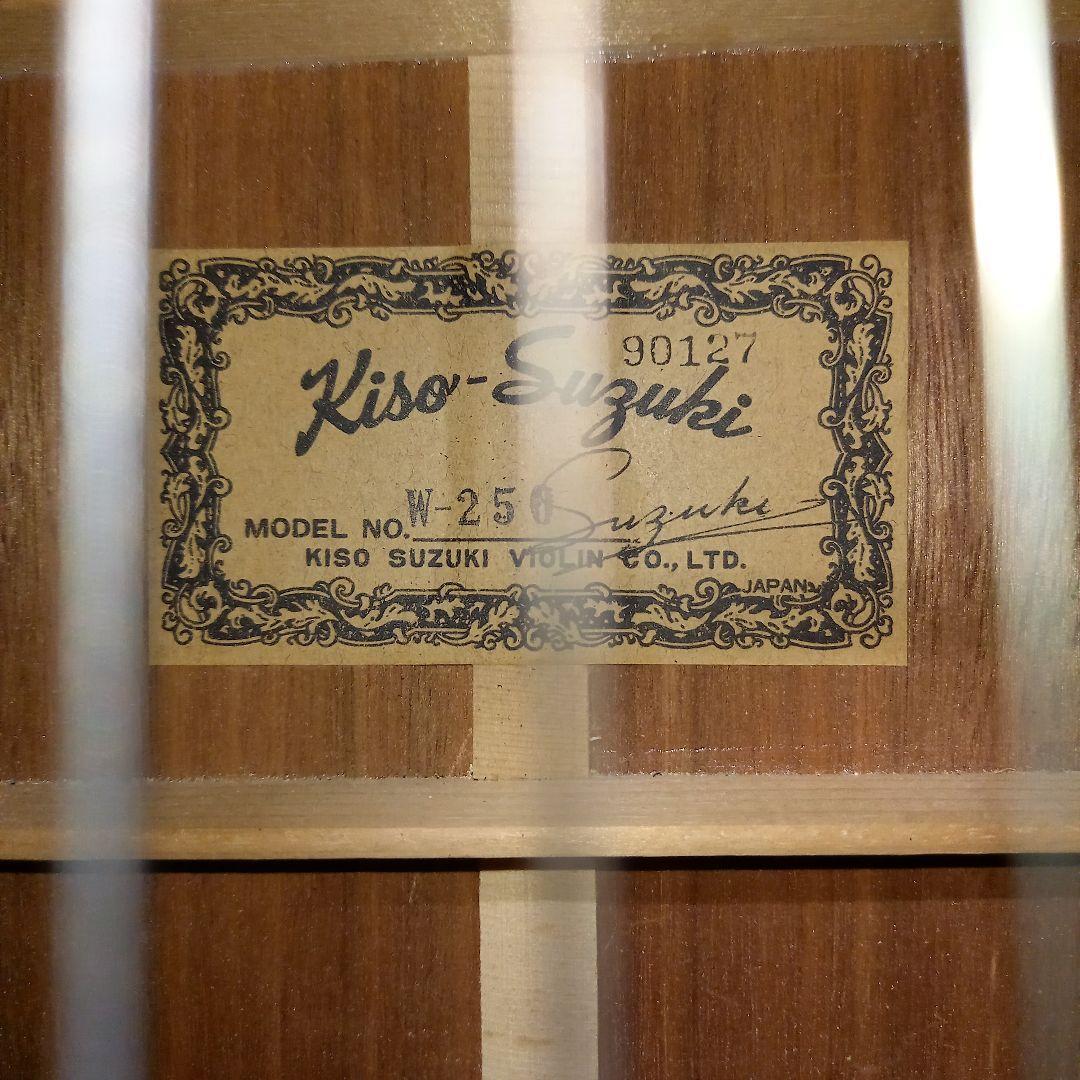 90127
Kiso-Suzuki
MODEL NO. W-250
Suzuki
KISO SUZUKI VIOLIN CO., LTD.
JAPAN